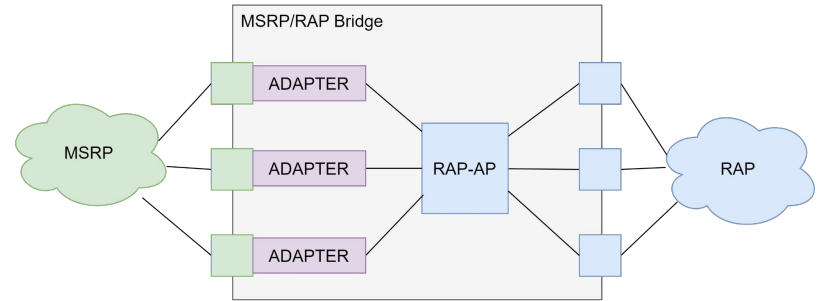 MSRP/RAP Bridge
ADAPTER
MSRP
ADAPTER
RAP-AP
RAP
ADAPTER